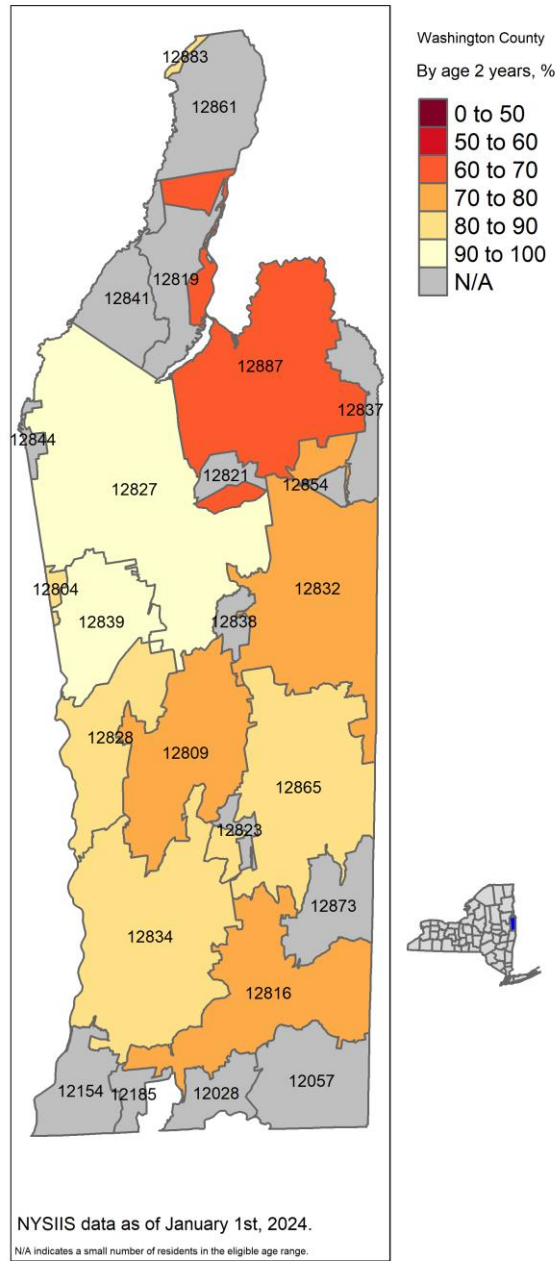 Washington County
By age 2 years, %
0 to 50
50 to 60
60 to 70
70 to 80
80 to 90
90 to 100
N/A
12883
12861
12819
12841
12887
12837
12844
12821
12854
12827
12832
12804
12839
12838
12828
12809
12865
12823
12873
12834
12816
12154
12185
12028
12057
NYSIIS data as of January 1st, 2024.
N/A indicates a small number of residents in the eligible age range.